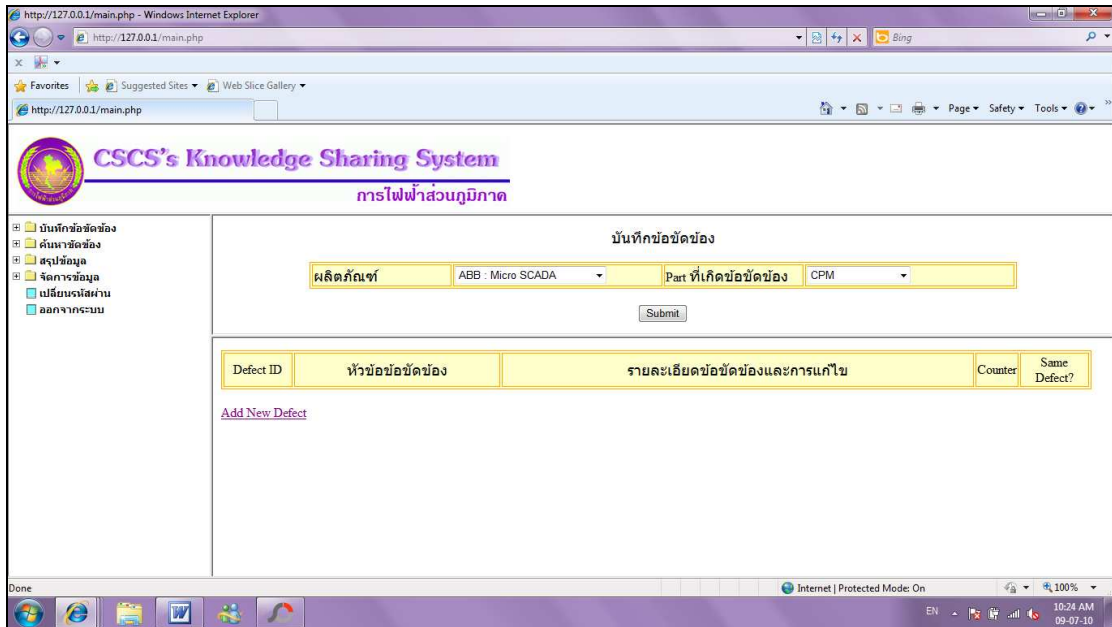 http://127.0.0.1/main.php - Windows Internet Explorer
http://127.0.0.1/main.php
Bing
x
Favorites Suggested Sites Web Slice Gallery
http://127.0.0.1/main.php Page Safety Tools
CSCS's Knowledge Sharing System
การไฟฟ้าส่วนภูมิภาค
บันทึกข้อขัดข้อง
ค้นหาขัดข้อง
สรุปข้อมูล
จัดการข้อมูล
เปลี่ยนรหัสผ่าน
ออกจากระบบ
บันทึกข้อขัดข้อง
ผลิตภัณฑ์ ABB : Micro SCADA Part ที่เกิดข้อขัดข้อง CPM
Submit
Defect ID หัวข้อข้อขัดข้อง รายละเอียดข้อขัดข้องและการแก้ไข Counter Same Defect?
Add New Defect
Done Internet | Protected Mode: On 100%
EN 10:24 AM
09-07-10